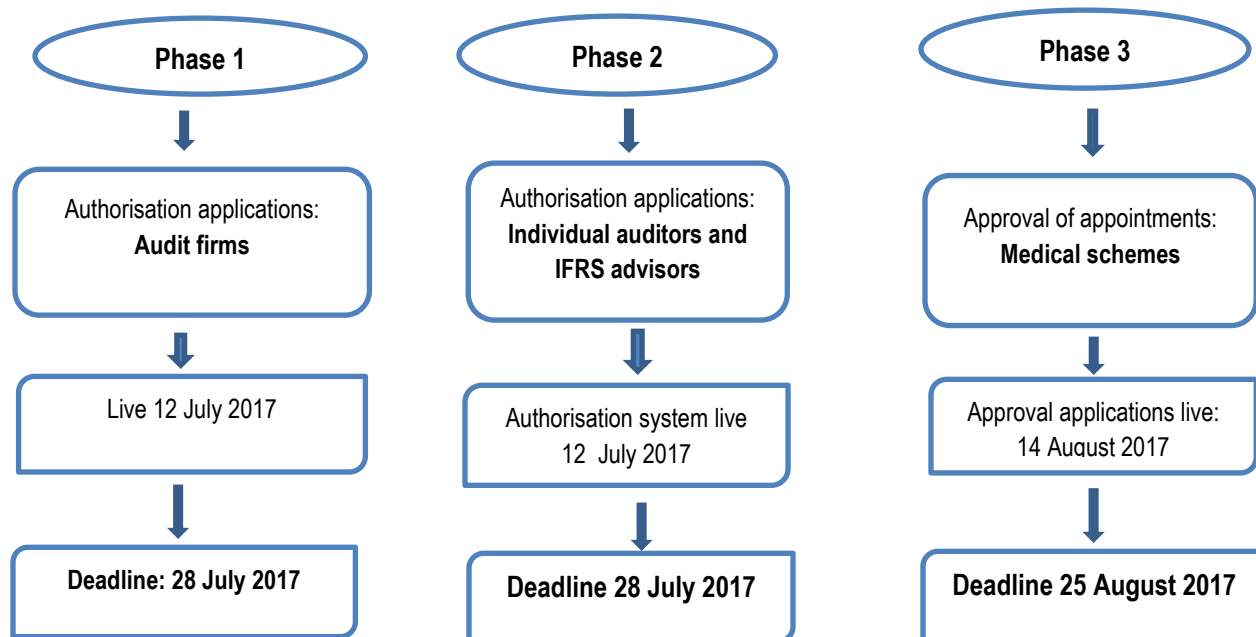 Phase 1
Authorisation applications:
Audit firms
Live 12 July 2017
Deadline: 28 July 2017
Phase 2
Authorisation applications:
Individual auditors and
IFRS advisors
Authorisation system live
12 July 2017
Deadline 28 July 2017
Phase 3
Approval of appointments:
Medical schemes
Approval applications live:
14 August 2017
Deadline 25 August 2017